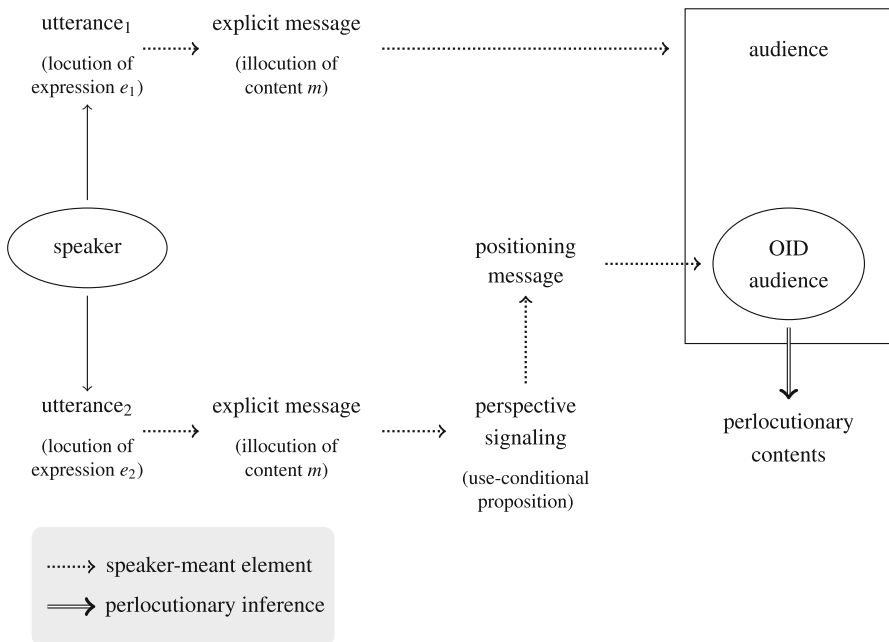 utterance₁
(locution of
expression e₁)
explicit message
(illocution of
content m)
audience
speaker
positioning
message
OID
audience
utterance₂
(locution of
expression e₂)
explicit message
(illocution of
content m)
perspective
signaling
(use-conditional
proposition)
perlocutionary
contents
speaker-meant element
perlocutionary inference